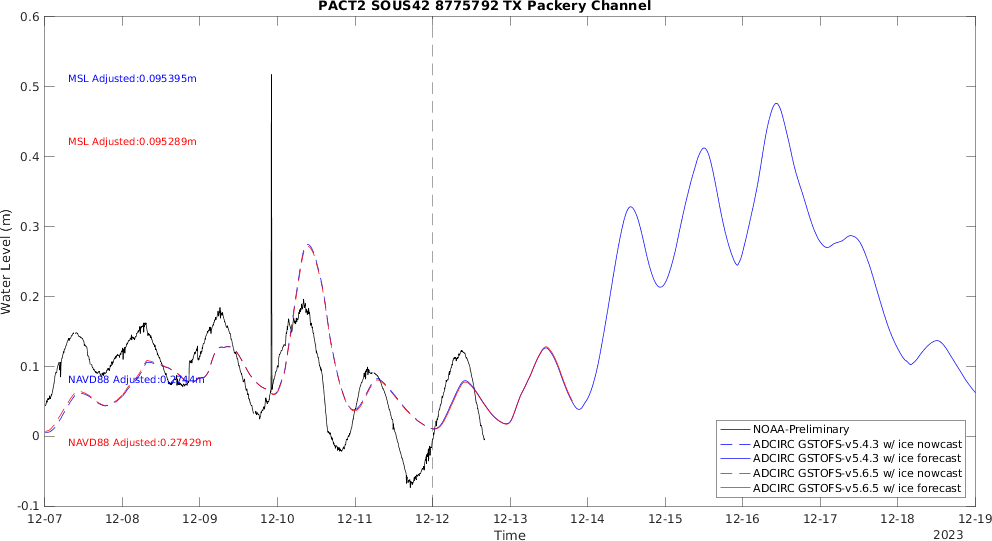 PACT2 SOUS42 8775792 TX Packery Channel
0.6
0.5
0.4
0.3
0.2
0.1
0
-0.1
Water Level (m)
MSL Adjusted:0.095395m
MSL Adjusted:0.095289m
NAVD88 Adjusted:0.2744m
NAVD88 Adjusted:0.27429m
NOAA-Preliminary
ADCIRC GSTOFS-v5.4.3 w/ ice nowcast
ADCIRC GSTOFS-v5.4.3 w/ ice forecast
ADCIRC GSTOFS-v5.6.5 w/ ice nowcast
ADCIRC GSTOFS-v5.6.5 w/ ice forecast
12-07 12-08 12-09 12-10 12-11 12-12 12-13 12-14 12-15 12-16 12-17 12-18 12-19
Time
2023